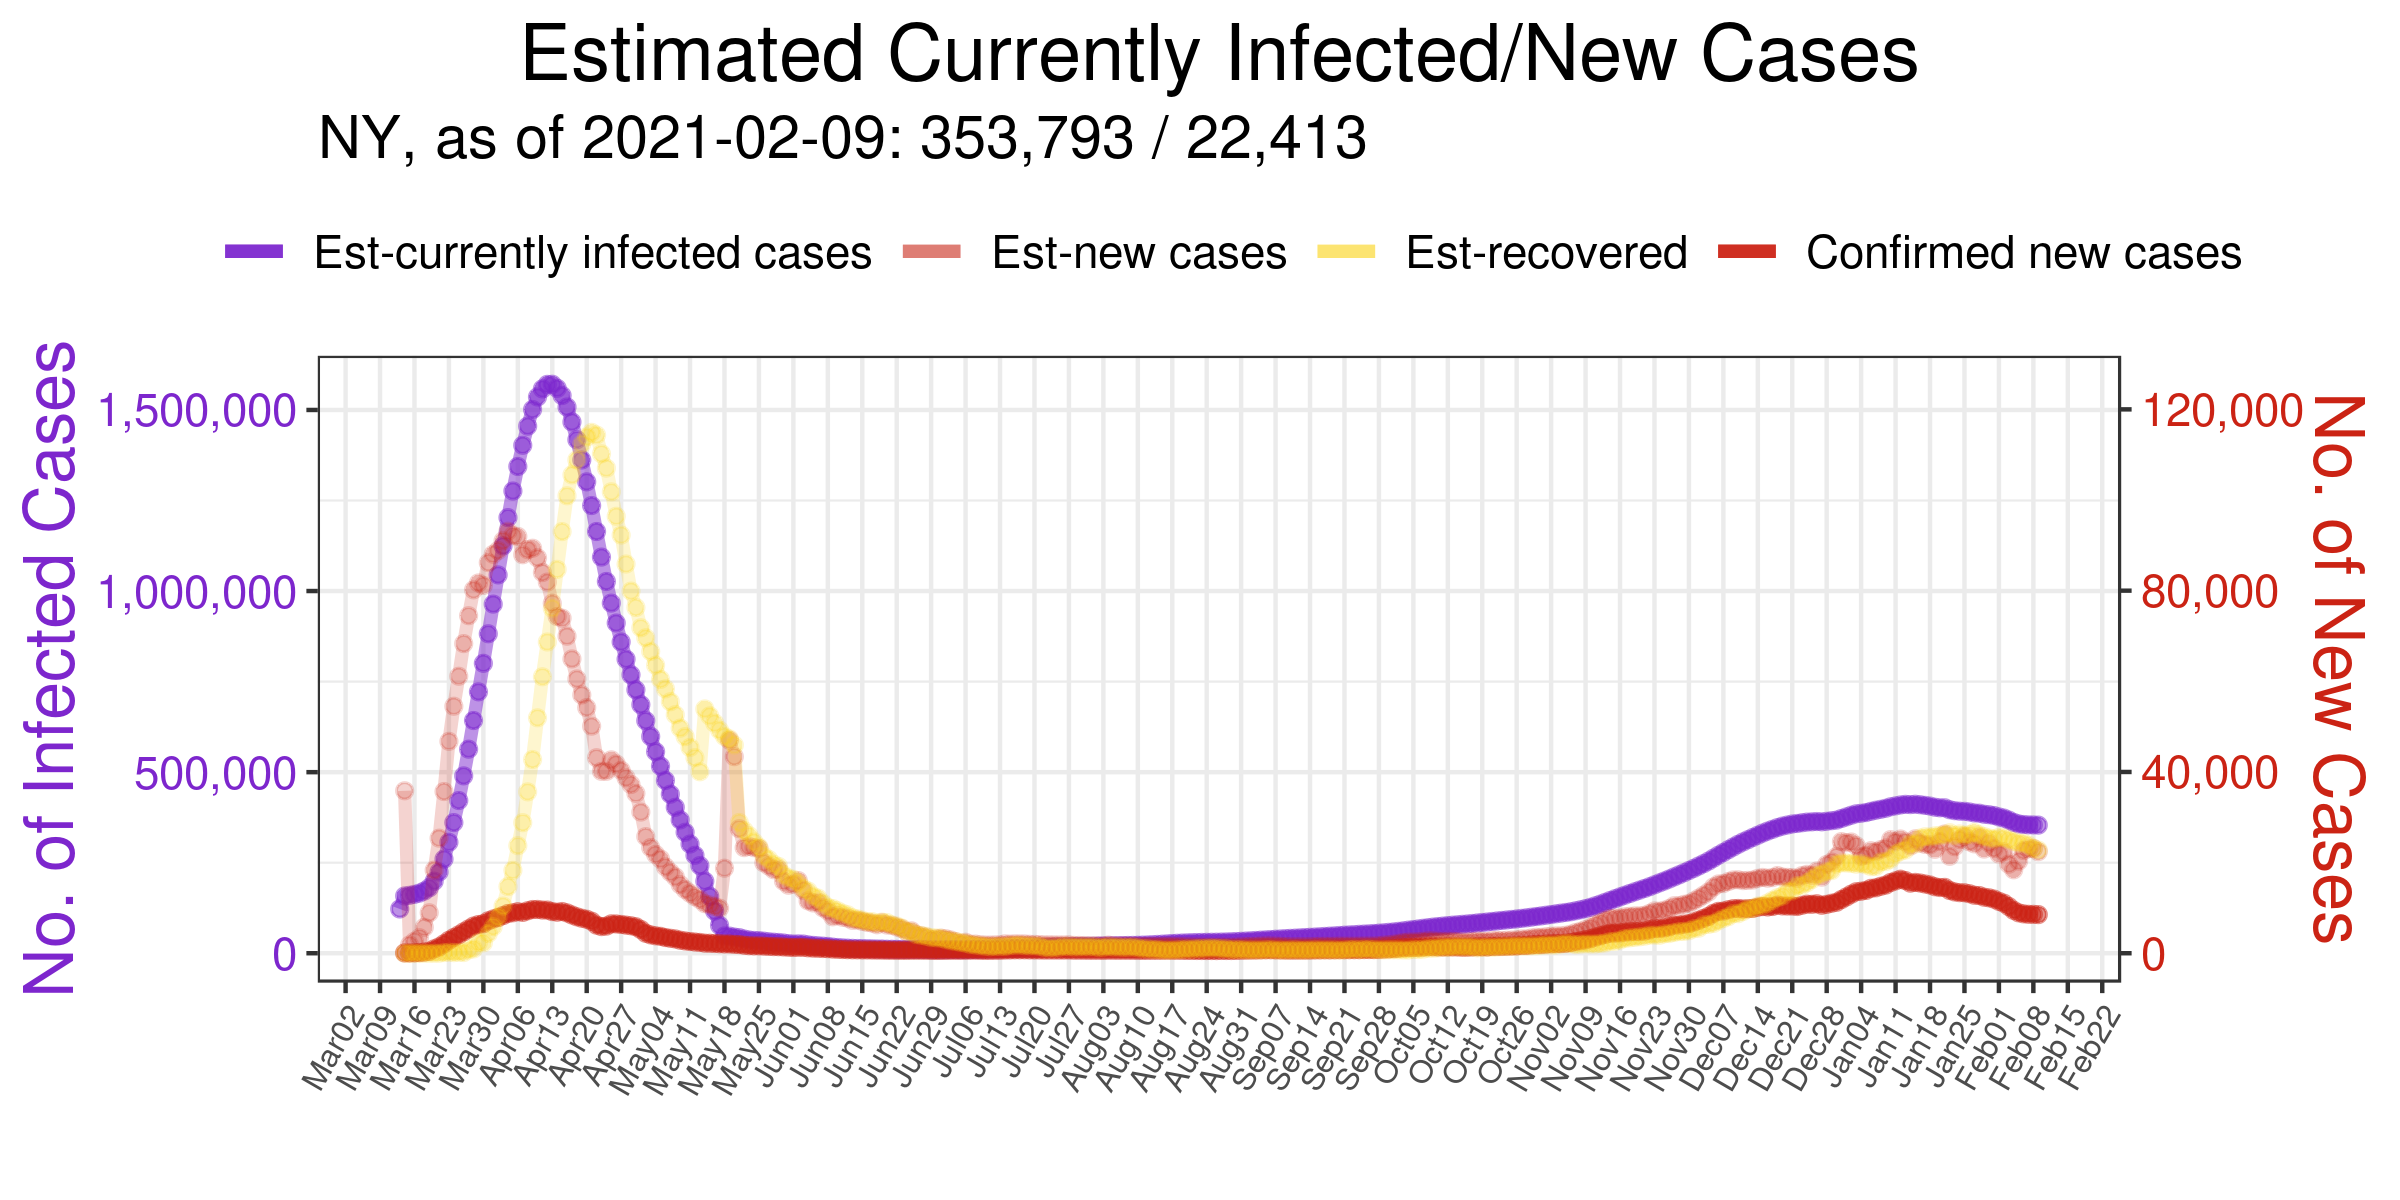 Estimated Currently Infected/New Cases
NY, as of 2021-02-09: 353,793 / 22,413
Est-currently infected cases Est-new cases Est-recovered Confirmed new cases
No. of Infected Cases
1,500,000
1,000,000
500,000
0
120,000
80,000
40,000
0
No. of New Cases
Mar02 Mar09 Mar16 Mar23 Mar30 Apr06 Apr13 Apr20 Apr27 May04 May11 May18 May25 Jun01 Jun08 Jun15 Jun22 Jun29 Jul06 Jul13 Jul20 Jul27 Aug03 Aug10 Aug17 Aug24 Aug31 Sep07 Sep14 Sep21 Sep28 Oct05 Oct12 Oct19 Oct26 Nov02 Nov09 Nov16 Nov23 Nov30 Dec07 Dec14 Dec21 Dec28 Jan04 Jan11 Jan18 Jan25 Feb01 Feb08 Feb15 Feb22